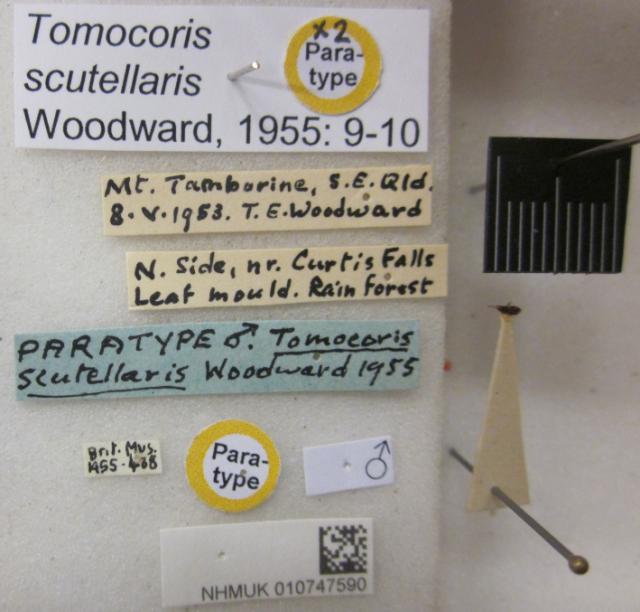 Tomocoris
scutellaris
Woodward, 1955: 9-10
x2
Para-
type
Mt. Tamborine, S.E. Qld.
8.V.1953. T.E. Woodward
N. Side, nr. Curtis Falls
Leaf mould. Rain Forest
PARATYPE ♂. Tomocoris
scutellaris Woodward 1955
Brit. Mus.
1955-488
Para-
type
♂
NHMUK 010747590